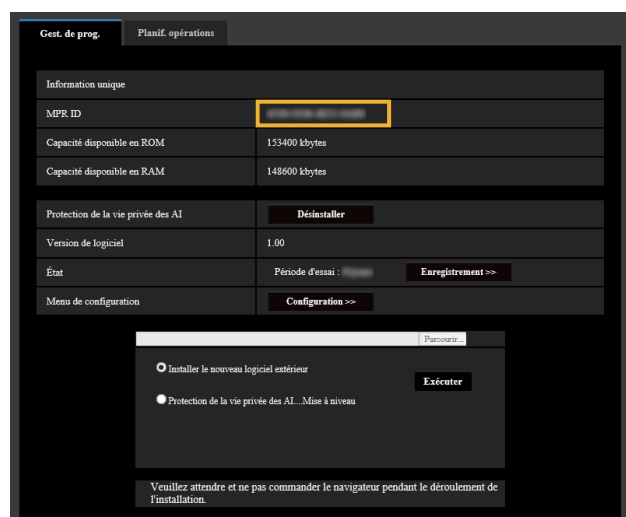 Gest. de prog. Planif. opérations
Information unique
MPR ID
Capacité disponible en ROM 153400 kbytes
Capacité disponible en RAM 148600 kbytes
Protection de la vie privée des AI Désinstaller
Version de logiciel 1.00
État Période d'essai : Enregistrement >>
Menu de configuration Configuration >>
Parcourir...
Installer le nouveau logiciel extérieur
Exécuter
Protection de la vie privée des AI....Mise à niveau
Veuillez attendre et ne pas commander le navigateur pendant le déroulement de
l'installation.